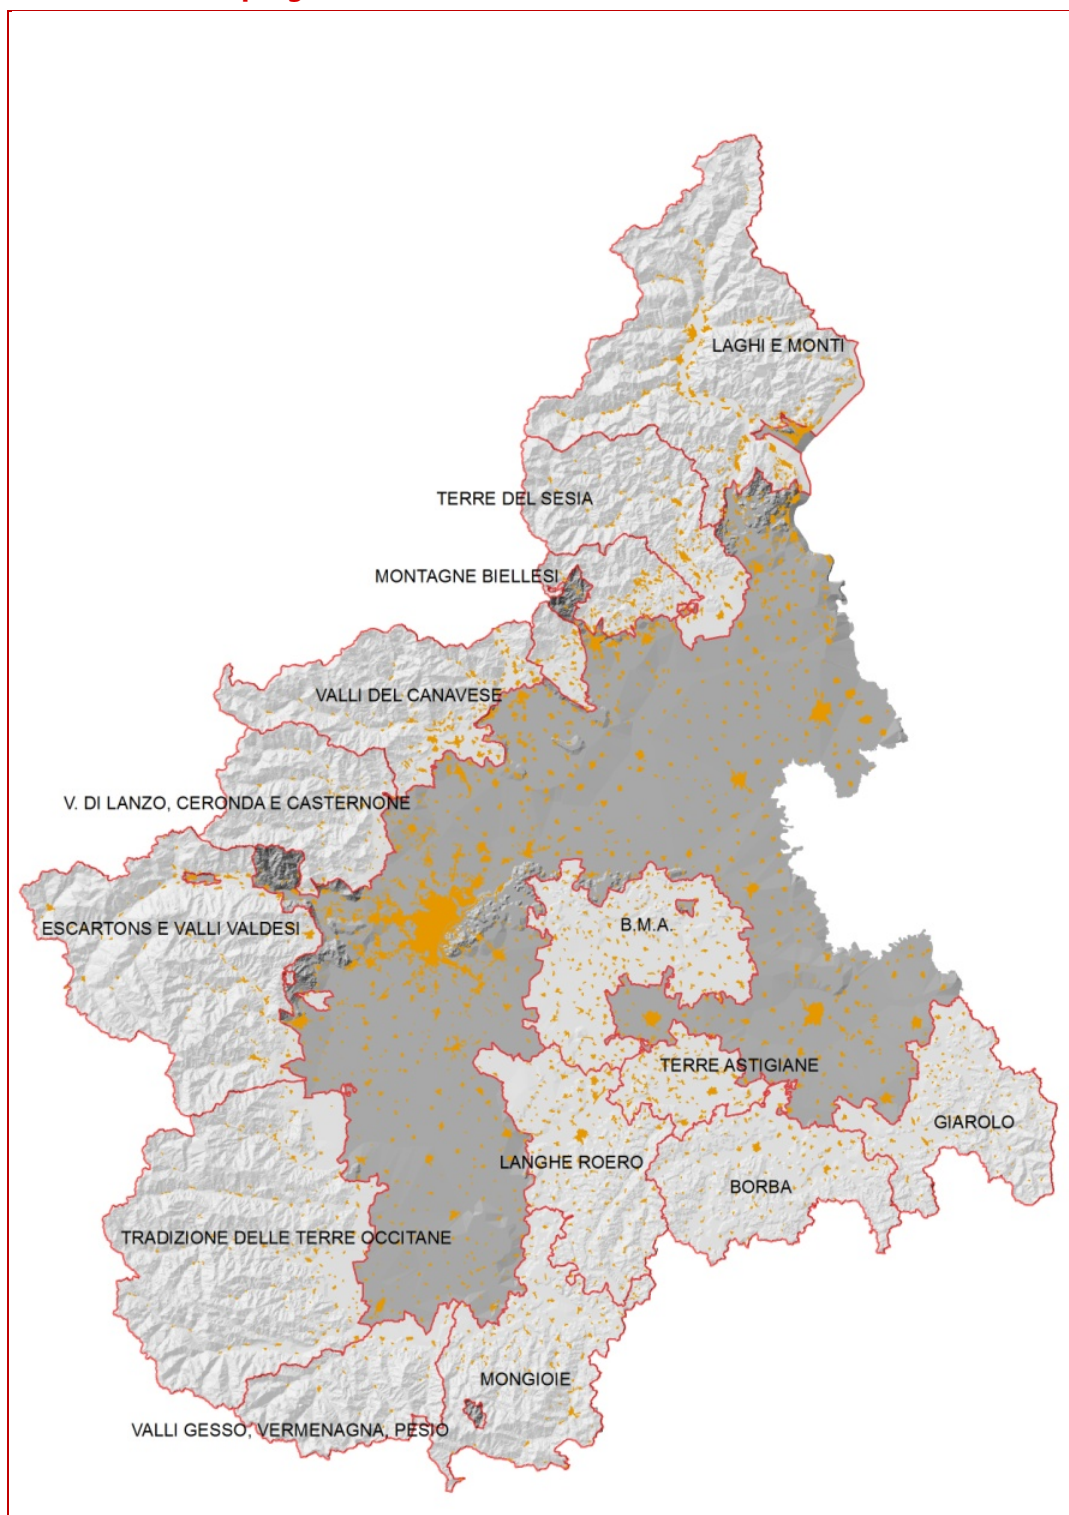 LAGHI E MONTI
TERRE DEL SESIA
MONTAGNE BIELLESI
VALLI DEL CANAVESE
V. DI LANZO, CERONDA E CASTERNONE
B.M.A.
ESCARTONS E VALLI VALDESI
TERRE ASTIGIANE
GIAROLO
LANGHE ROERO
BORBA
TRADIZIONE DELLE TERRE OCCITANE
MONGIOIE
VALLI GESSO, VERMENAGNA, PESIO